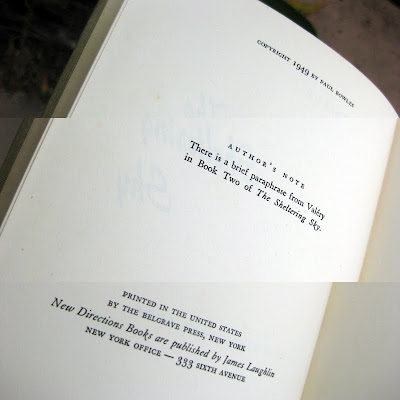 COPYRIGHT 1949 BY PAUL BOWLES
AUTHOR'S NOTE
There is a brief paraphrase from Valéry
in Book Two of The Sheltering Sky.
PRINTED IN THE UNITED STATES
BY THE BELGRAVE PRESS, NEW YORK
New Directions Books are published by James Laughlin
NEW YORK OFFICE — 333 SIXTH AVENUE